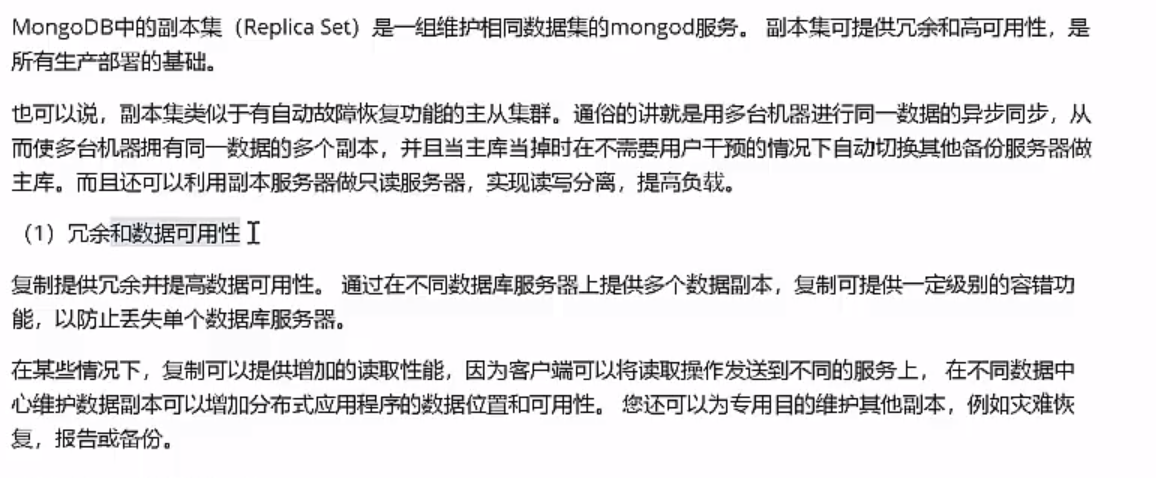 MongoDB中的副本集（Replica Set）是一组维护相同数据集的mongod服务。 副本集可提供冗余和高可用性，是
所有生产部署的基础。
也可以说，副本集类似于有自动故障恢复功能的主从集群。通俗的讲就是用多台机器进行同一数据的异步同步，从
而使多台机器拥有同一数据的多个副本，并且当主库当掉时在不需要用户干预的情况下自动切换其他备份服务器做
主库。而且还可以利用副本服务器做只读服务器，实现读写分离，提高负载。
（1）冗余和数据可用性
复制提供冗余并提高数据可用性。 通过在不同数据库服务器上提供多个数据副本，复制可提供一定级别的容错功
能，以防止丢失单个数据库服务器。
在某些情况下，复制可以提供增加的读取性能，因为客户端可以将读取操作发送到不同的服务上， 在不同数据中
心维护数据副本可以增加分布式应用程序的数据位置和可用性。 您还可以为专用目的维护其他副本，例如灾难恢
复，报告或备份。